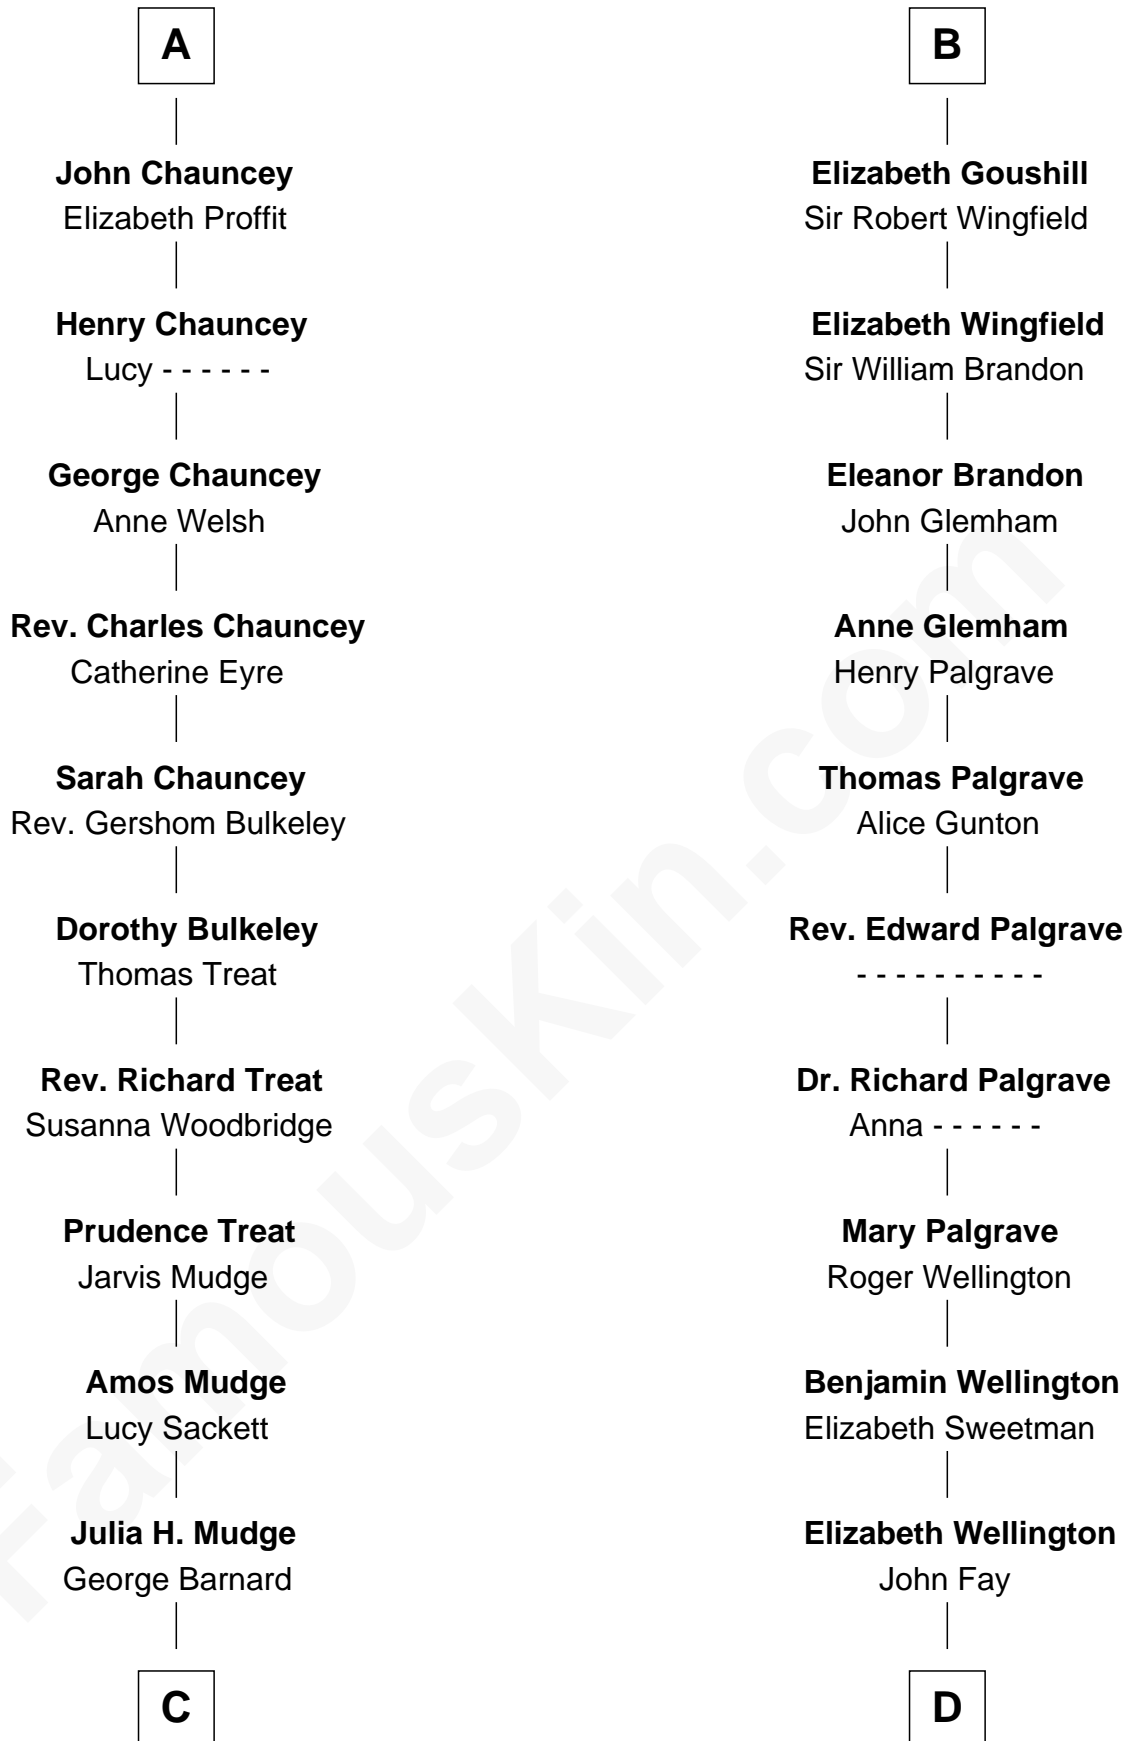 A
John Chauncey
Elizabeth Proffit
Henry Chauncey
Lucy - - - - - -
George Chauncey
Anne Welsh
Rev. Charles Chauncey
Catherine Eyre
Sarah Chauncey
Rev. Gershom Bulkeley
Dorothy Bulkeley
Thomas Treat
Rev. Richard Treat
Susanna Woodbridge
Prudence Treat
Jarvis Mudge
Amos Mudge
Lucy Sackett
Julia H. Mudge
George Barnard
C
B
Elizabeth Goushill
Sir Robert Wingfield
Elizabeth Wingfield
Sir William Brandon
Eleanor Brandon
John Glemham
Anne Glemham
Henry Palgrave
Thomas Palgrave
Alice Gunton
Rev. Edward Palgrave
- - - - - - - - - -
Dr. Richard Palgrave
Anna - - - - - -
Mary Palgrave
Roger Wellington
Benjamin Wellington
Elizabeth Sweetman
Elizabeth Wellington
John Fay
D
FamousKin.com